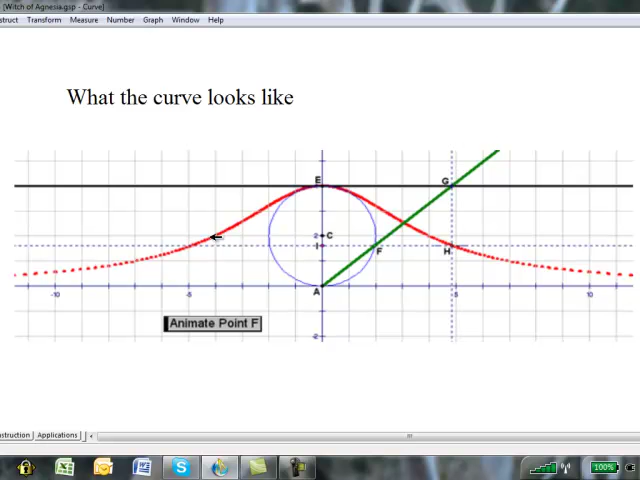 [Witch of Agnesia.gsp - Curve]
struct Transform Measure Number Graph Window Help
What the curve looks like
E G
2 C
I
F H
-10 -5 A 5 10
Animate Point F
-2
nstruction Applications
100%